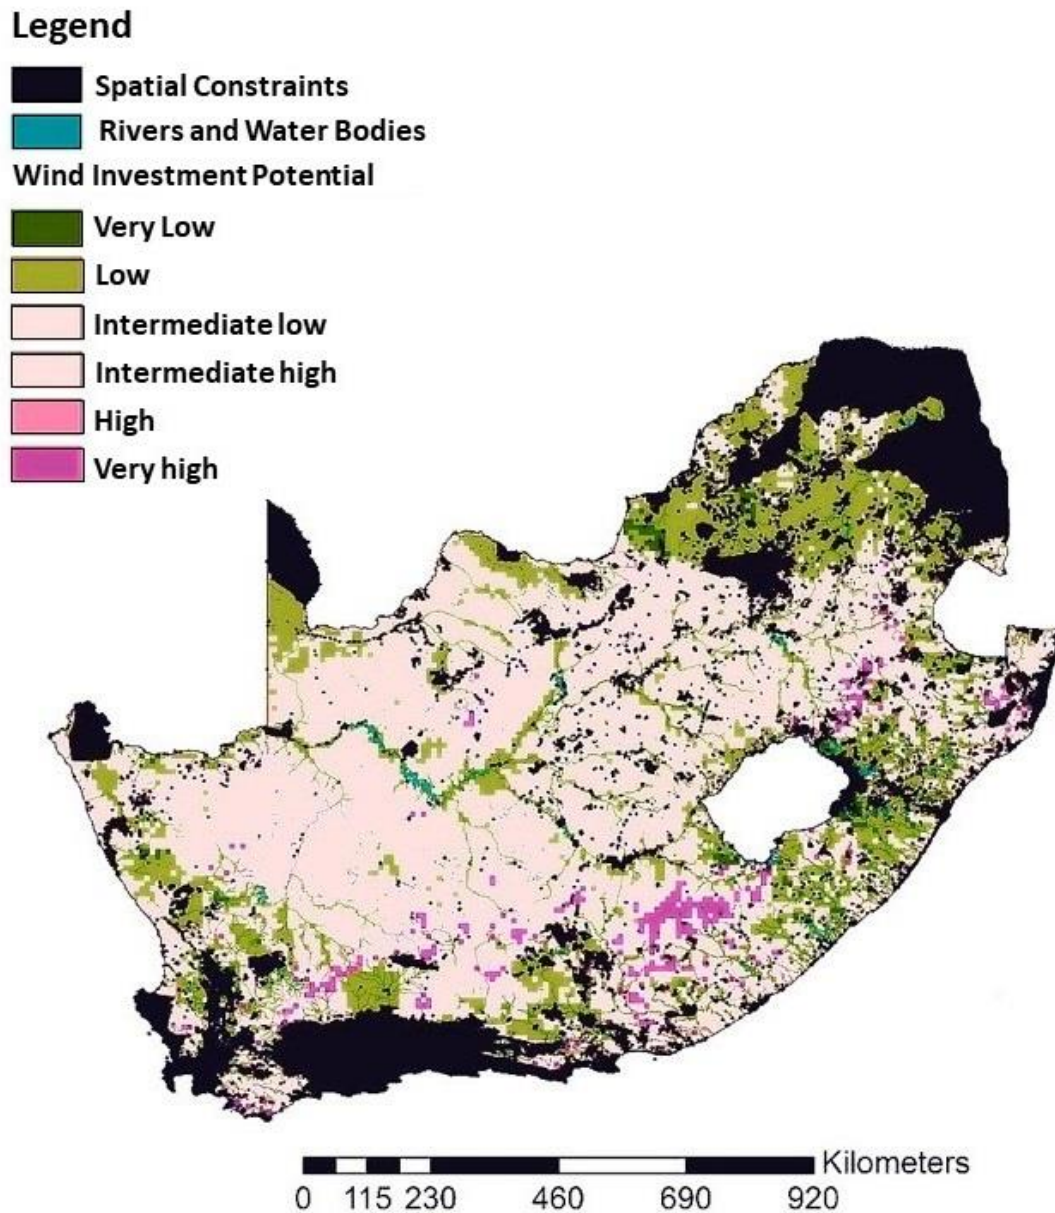 Legend
Spatial Constraints
Rivers and Water Bodies
Wind Investment Potential
Very Low
Low
Intermediate low
Intermediate high
High
Very high
Kilometers
0 115 230 460 690 920